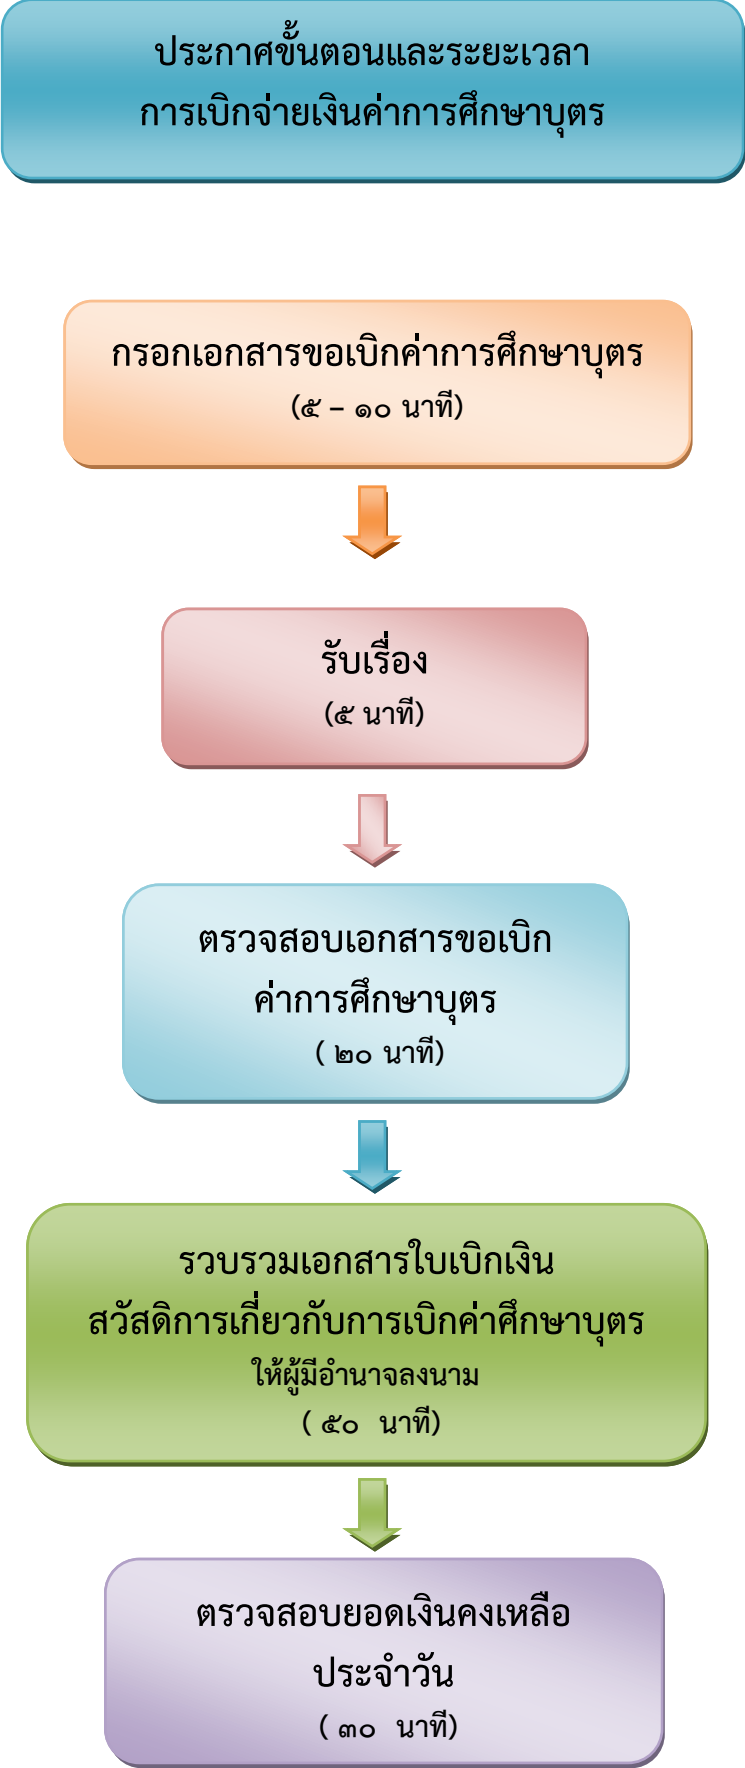 ประกาศขั้นตอนและระยะเวลา
การเบิกจ่ายเงินค่าการศึกษาบุตร
กรอกเอกสารขอเบิกค่าการศึกษาบุตร
(๕ – ๑๐ นาที)
รับเรื่อง
(๕ นาที)
ตรวจสอบเอกสารขอเบิก
ค่าการศึกษาบุตร
( ๒๐ นาที)
รวบรวมเอกสารใบเบิกเงิน
สวัสดิการเกี่ยวกับการเบิกค่าศึกษาบุตร
ให้ผู้มีอำนาจลงนาม
( ๕๐ นาที)
ตรวจสอบยอดเงินคงเหลือ
ประจำวัน
( ๓๐ นาที)